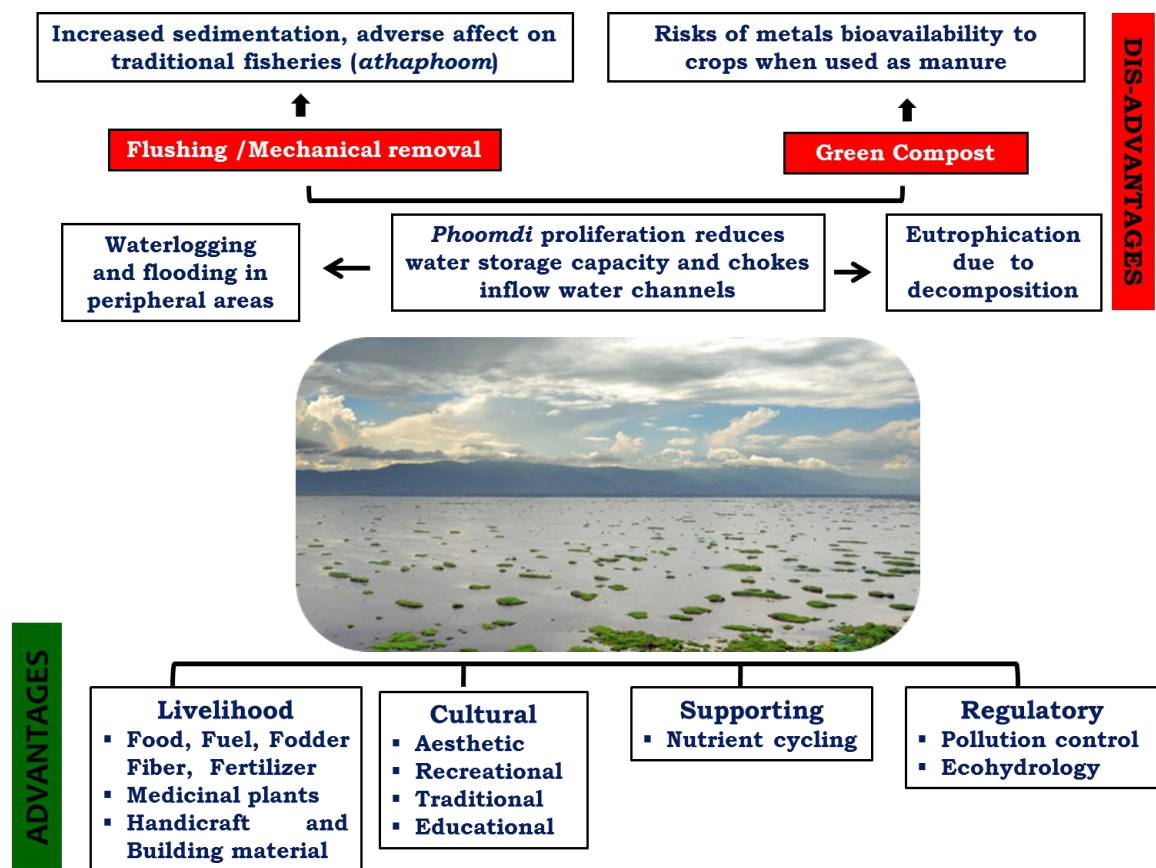 Increased sedimentation, adverse affect on
traditional fisheries (athaphoom)
Risks of metals bioavailability to
crops when used as manure
DIS-ADVANTAGES
Flushing /Mechanical removal
Green Compost
Waterlogging
and flooding in
peripheral areas
Phoomdi proliferation reduces
water storage capacity and chokes
inflow water channels
Eutrophication
due to
decomposition
ADVANTAGES
Livelihood
▪ Food, Fuel, Fodder
Fiber, Fertilizer
▪ Medicinal plants
▪ Handicraft and
Building material
Cultural
▪ Aesthetic
▪ Recreational
▪ Traditional
▪ Educational
Supporting
▪ Nutrient cycling
Regulatory
▪ Pollution control
▪ Ecohydrology